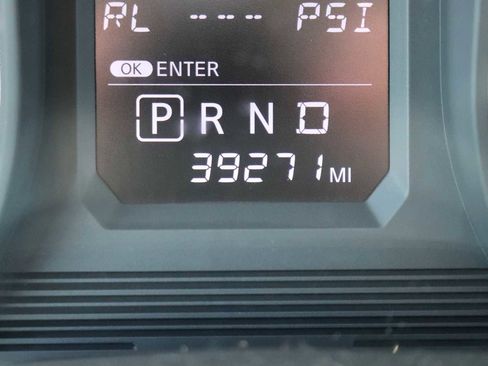 RL --- PSI
OK ENTER
P R N D
39271 MI